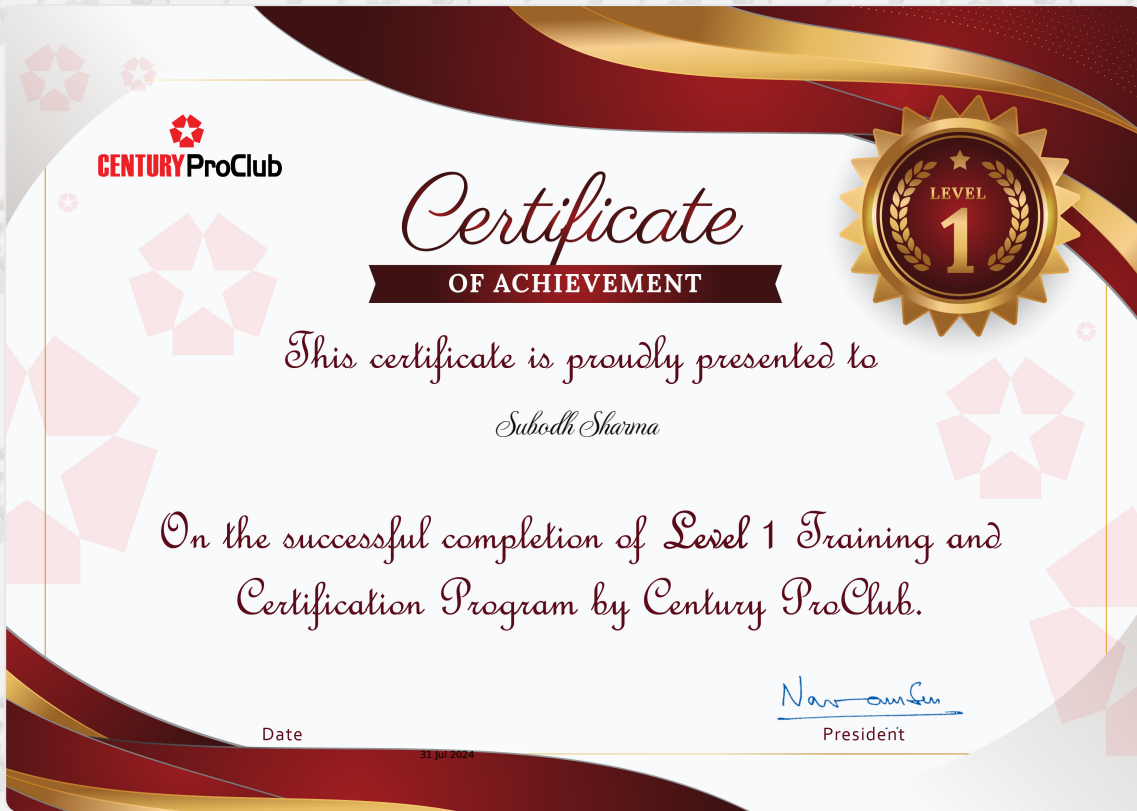 CENTURY ProClub
LEVEL
1
Certificate
OF ACHIEVEMENT
This certificate is proudly presented to
Subodh Sharma
On the successful completion of Level 1 Training and
Certification Program by Century ProClub.
Date
President
31 Jul 2024